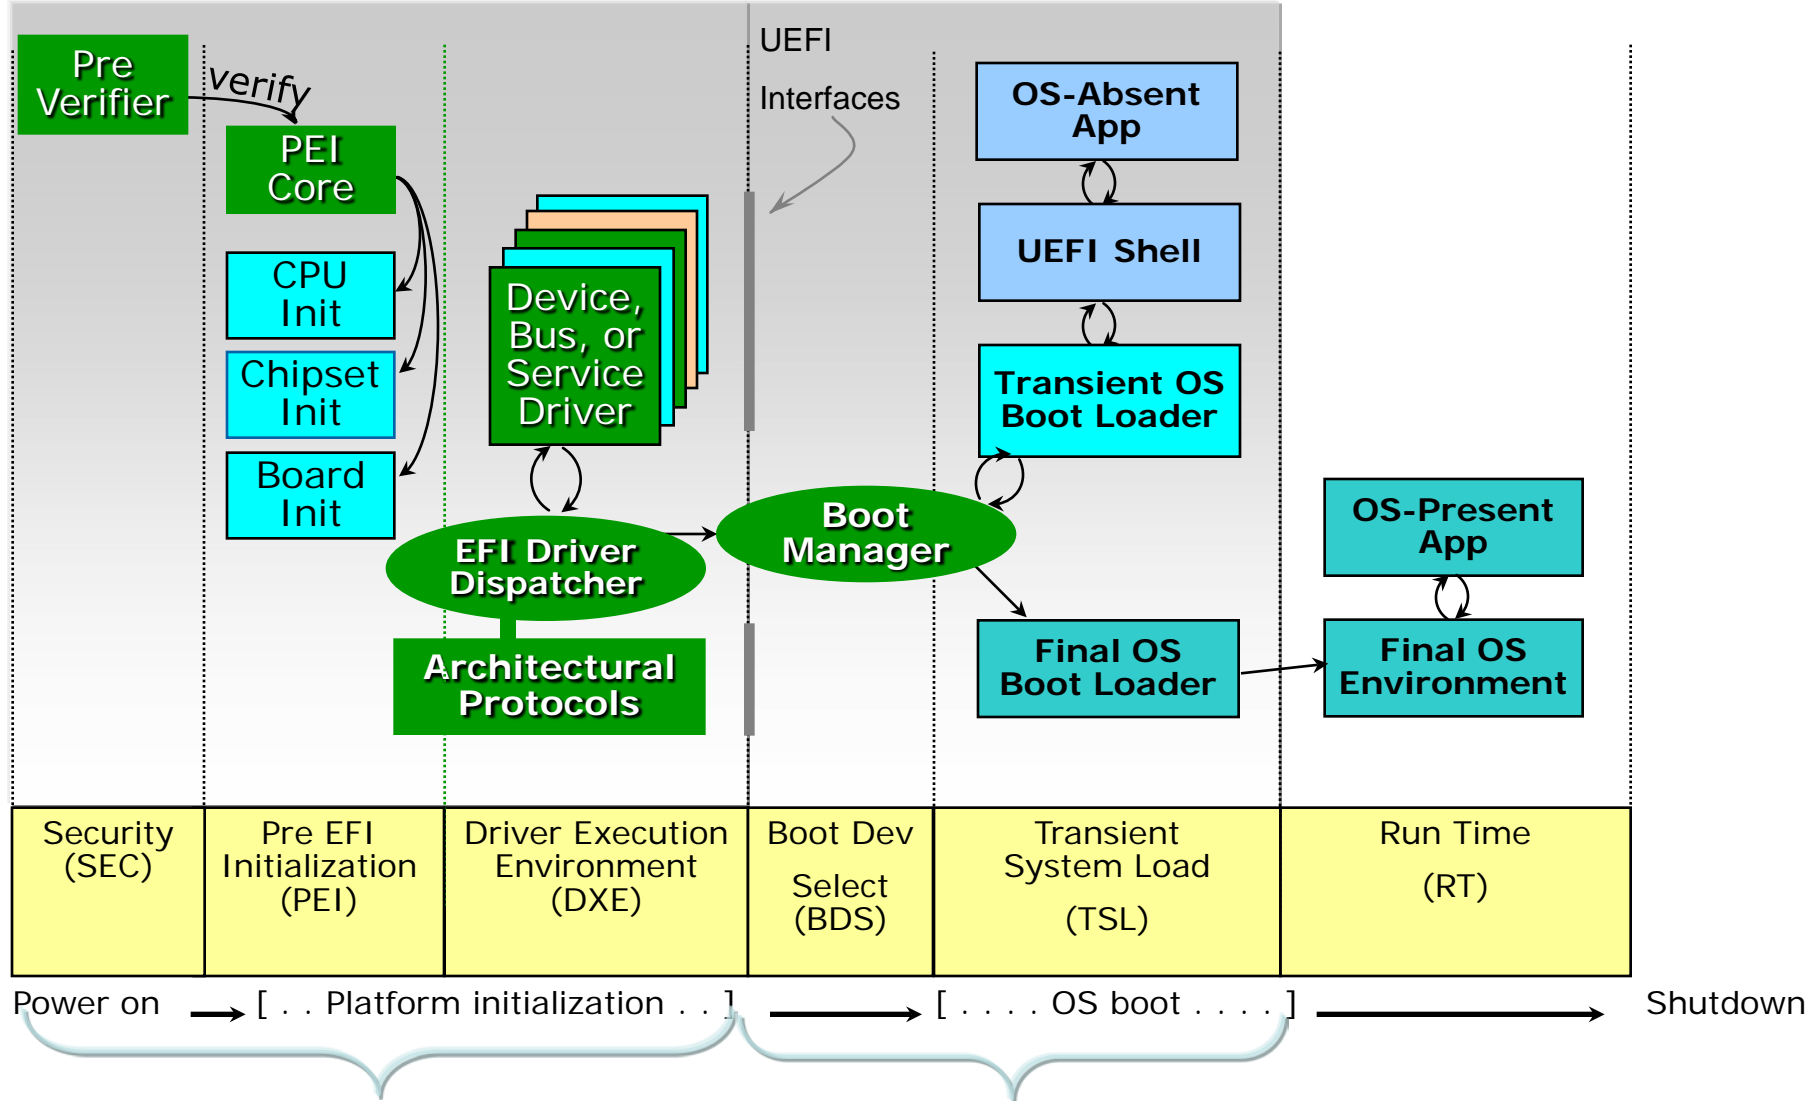 Pre
Verifier
verify
PEI
Core
CPU
Init
Chipset
Init
Board
Init
Device,
Bus, or
Service
Driver
EFI Driver
Dispatcher
Architectural
Protocols
UEFI
Interfaces
Boot
Manager
OS-Absent
App
UEFI Shell
Transient OS
Boot Loader
Final OS
Boot Loader
OS-Present
App
Final OS
Environment
Security
(SEC)
Pre EFI
Initialization
(PEI)
Driver Execution
Environment
(DXE)
Boot Dev
Select
(BDS)
Transient
System Load
(TSL)
Run Time
(RT)
Power on
[ . . Platform initialization . . ]
[ . . . . OS boot . . . . ]
Shutdown